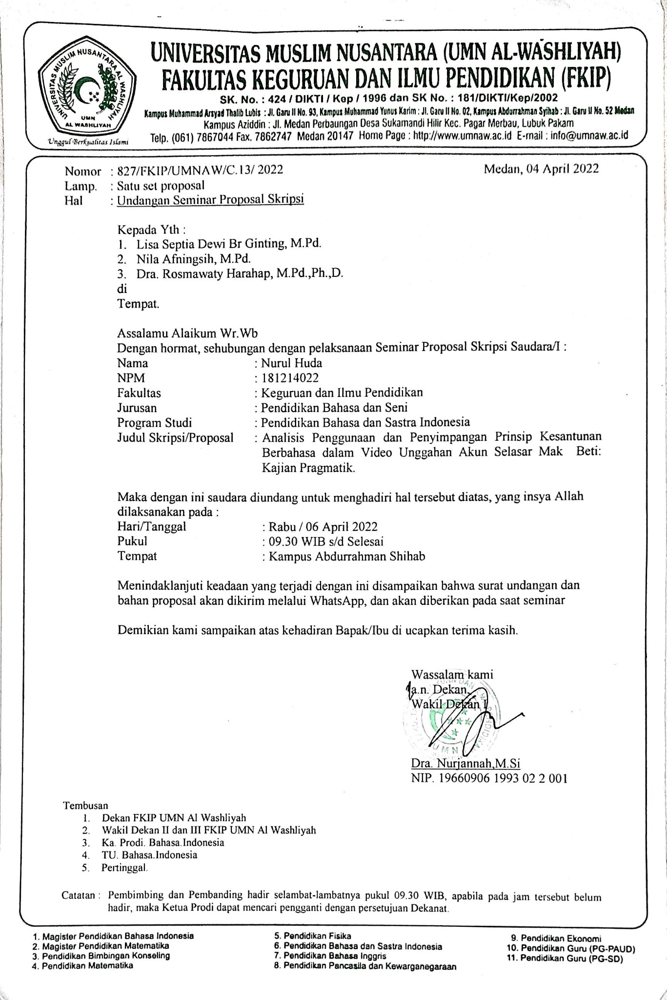 UNIVERSITAS MUSLIM NUSANTARA AL WASHLIYAH
UMN
AL WASHLIYAH
Unggul Berkualitas Islami
UNIVERSITAS MUSLIM NUSANTARA (UMN AL-WASHLIYAH)
FAKULTAS KEGURUAN DAN ILMU PENDIDIKAN (FKIP)
SK. No. : 424 / DIKTI / Kep / 1996 dan SK No. : 181/DIKTI/Kep/2002
Kampus Muhammad Arsyad Thalib Lubis : Jl. Garu II No. 93, Kampus Muhammad Yunus Karim : Jl. Garu II No. 02, Kampus Abdurrahman Syihab : Jl. Garu II No. 52 Medan
Kampus Aziddin : Jl. Medan Perbaungan Desa Sukamandi Hilir Kec. Pagar Merbau, Lubuk Pakam
Telp. (061) 7867044 Fax. 7862747 Medan 20147 Home Page : http://www.umnaw.ac.id E-mail : info@umnaw.ac.id
Nomor : 827/FKIP/UMNAW/C.13/ 2022 Medan, 04 April 2022
Lamp. : Satu set proposal
Hal : Undangan Seminar Proposal Skripsi
Kepada Yth :
1. Lisa Septia Dewi Br Ginting, M.Pd.
2. Nila Afningsih, M.Pd.
3. Dra. Rosmawaty Harahap, M.Pd.,Ph.,D.
di
Tempat.
Assalamu Alaikum Wr.Wb
Dengan hormat, sehubungan dengan pelaksanaan Seminar Proposal Skripsi Saudara/I :
Nama : Nurul Huda
NPM : 181214022
Fakultas : Keguruan dan Ilmu Pendidikan
Jurusan : Pendidikan Bahasa dan Seni
Program Studi : Pendidikan Bahasa dan Sastra Indonesia
Judul Skripsi/Proposal : Analisis Penggunaan dan Penyimpangan Prinsip Kesantunan
Berbahasa dalam Video Unggahan Akun Selasar Mak Beti:
Kajian Pragmatik.
Maka dengan ini saudara diundang untuk menghadiri hal tersebut diatas, yang insya Allah
dilaksanakan pada :
Hari/Tanggal : Rabu / 06 April 2022
Pukul : 09.30 WIB s/d Selesai
Tempat : Kampus Abdurrahman Shihab
Menindaklanjuti keadaan yang terjadi dengan ini disampaikan bahwa surat undangan dan
bahan proposal akan dikirim melalui WhatsApp, dan akan diberikan pada saat seminar
Demikian kami sampaikan atas kehadiran Bapak/Ibu di ucapkan terima kasih.
Wassalam kami
a.n. Dekan,
Wakil Dekan I
UMN
Dra. Nurjannah,M.Si
NIP. 19660906 1993 02 2 001
Tembusan
1. Dekan FKIP UMN Al Washliyah
2. Wakil Dekan II dan III FKIP UMN Al Washliyah
3. Ka. Prodi. Bahasa.Indonesia
4. TU. Bahasa.Indonesia
5. Pertinggal.
Catatan : Pembimbing dan Pembanding hadir selambat-lambatnya pukul 09.30 WIB, apabila pada jam tersebut belum
hadir, maka Ketua Prodi dapat mencari pengganti dengan persetujuan Dekanat.
1. Magister Pendidikan Bahasa Indonesia
2. Magister Pendidikan Matematika
3. Pendidikan Bimbingan Konseling
4. Pendidikan Matematika
5. Pendidikan Fisika
6. Pendidikan Bahasa dan Sastra Indonesia
7. Pendidikan Bahasa Inggris
8. Pendidikan Pancasila dan Kewarganegaraan
9. Pendidikan Ekonomi
10. Pendidikan Guru (PG-PAUD)
11. Pendidikan Guru (PG-SD)